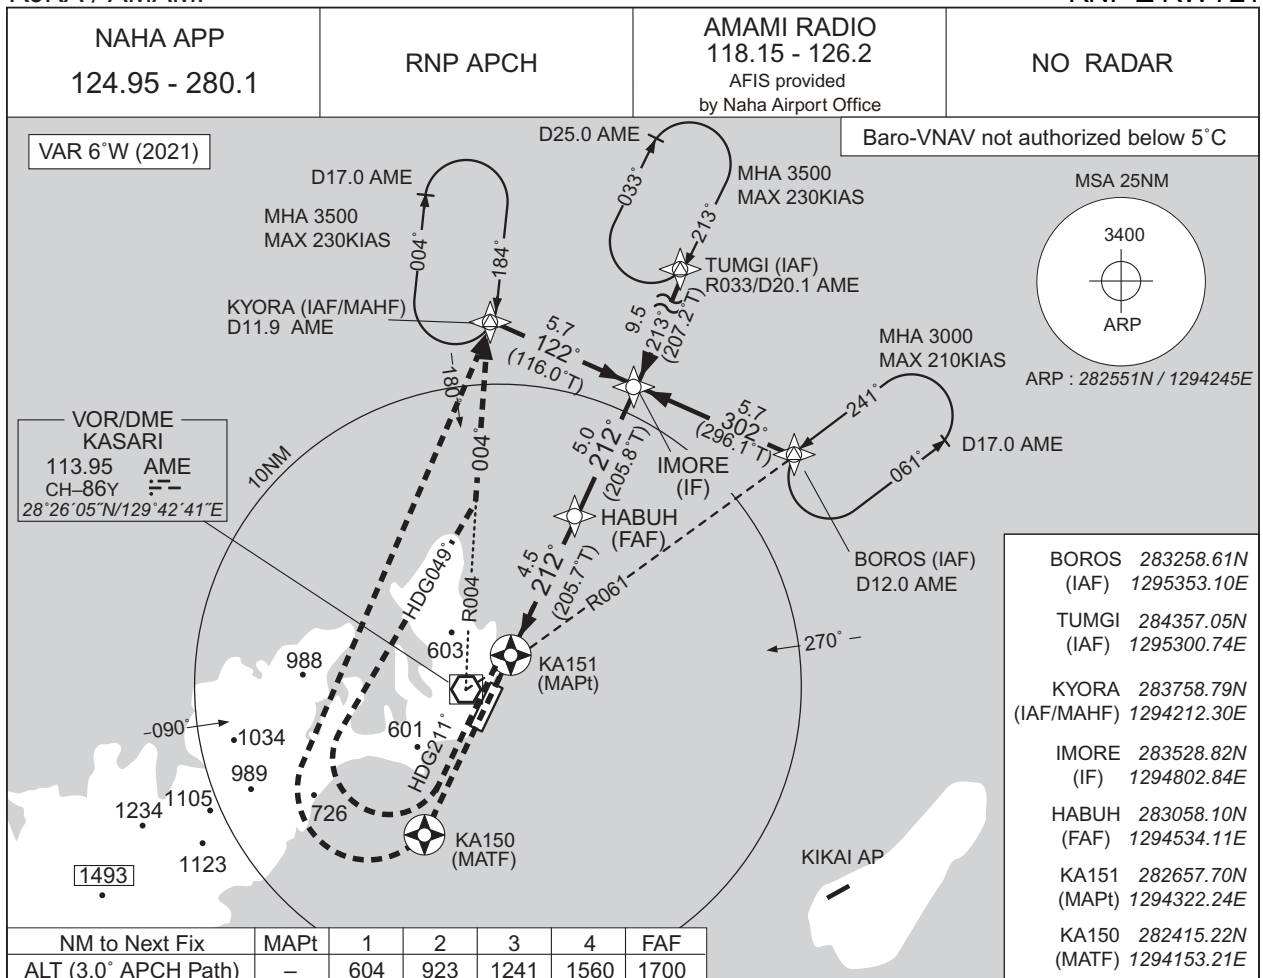 NAHA APP
124.95 - 280.1
RNP APCH
AMAMI RADIO
118.15 - 126.2
AFIS provided
by Naha Airport Office
NO RADAR
VAR 6°W (2021)
Baro-VNAV not authorized below 5°C
D25.0 AME
D17.0 AME
MHA 3500
MAX 230KIAS
MHA 3500
MAX 230KIAS
MSA 25NM
3400
ARP
ARP : 282551N / 1294245E
033°
213°
004°
184°
TUMGI (IAF)
R033/D20.1 AME
KYORA (IAF/MAHF)
D11.9 AME
9.5
213°
(207.2°T)
5.7
122°
(116.0°T)
MHA 3000
MAX 210KIAS
241°
061°
D17.0 AME
5.7
302°
(296.1°T)
–180°
VOR/DME
KASARI
113.95 AME
CH–86Y
28°26´05˝N/129°42´41˝E
10NM
004°
5.0
212°
(205.8°T)
IMORE
(IF)
HABUH
(FAF)
BOROS (IAF)
D12.0 AME
4.5
212°
(205.7°T)
R061
HDG049°
R004
603
KA151
(MAPt)
270° –
988
–090°
1034
601
HDG211°
989
726
1105
1234
1123
1493
KA150
(MATF)
KIKAI AP
BOROS 283258.61N
(IAF) 1295353.10E
TUMGI 284357.05N
(IAF) 1295300.74E
KYORA 283758.79N
(IAF/MAHF) 1294212.30E
IMORE 283528.82N
(IF) 1294802.84E
HABUH 283058.10N
(FAF) 1294534.11E
KA151 282657.70N
(MAPt) 1294322.24E
KA150 282415.22N
(MATF) 1294153.21E
NM to Next Fix MAPt 1 2 3 4 FAF
ALT (3.0° APCH Path) – 604 923 1241 1560 1700